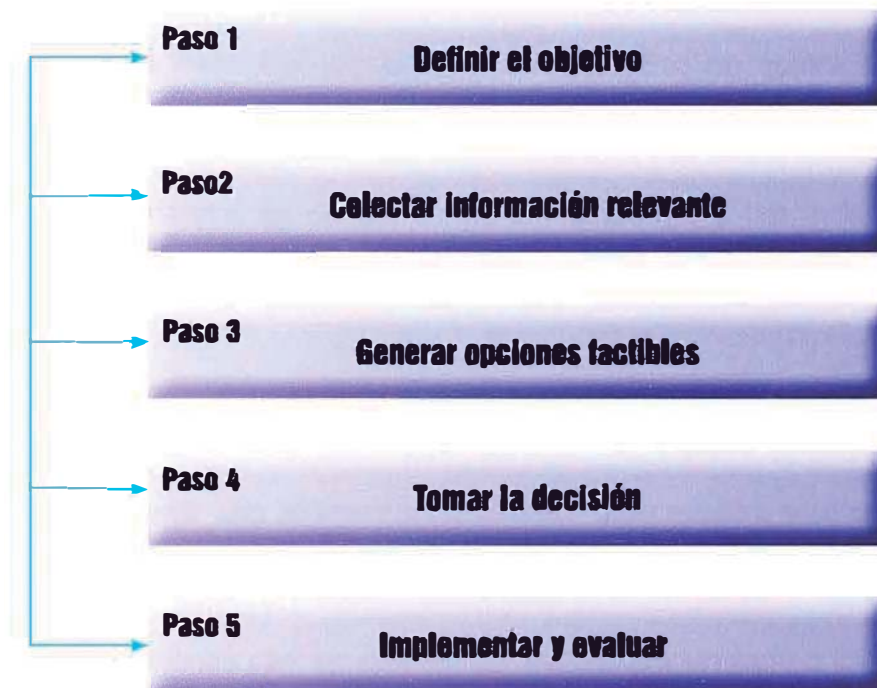 Paso 1
Definir el objetivo
Paso2
Colectar información relevante
Paso 3
Generar opciones factibles
Paso 4
Tomar la decisión
Paso 5
Implementar y evaluar